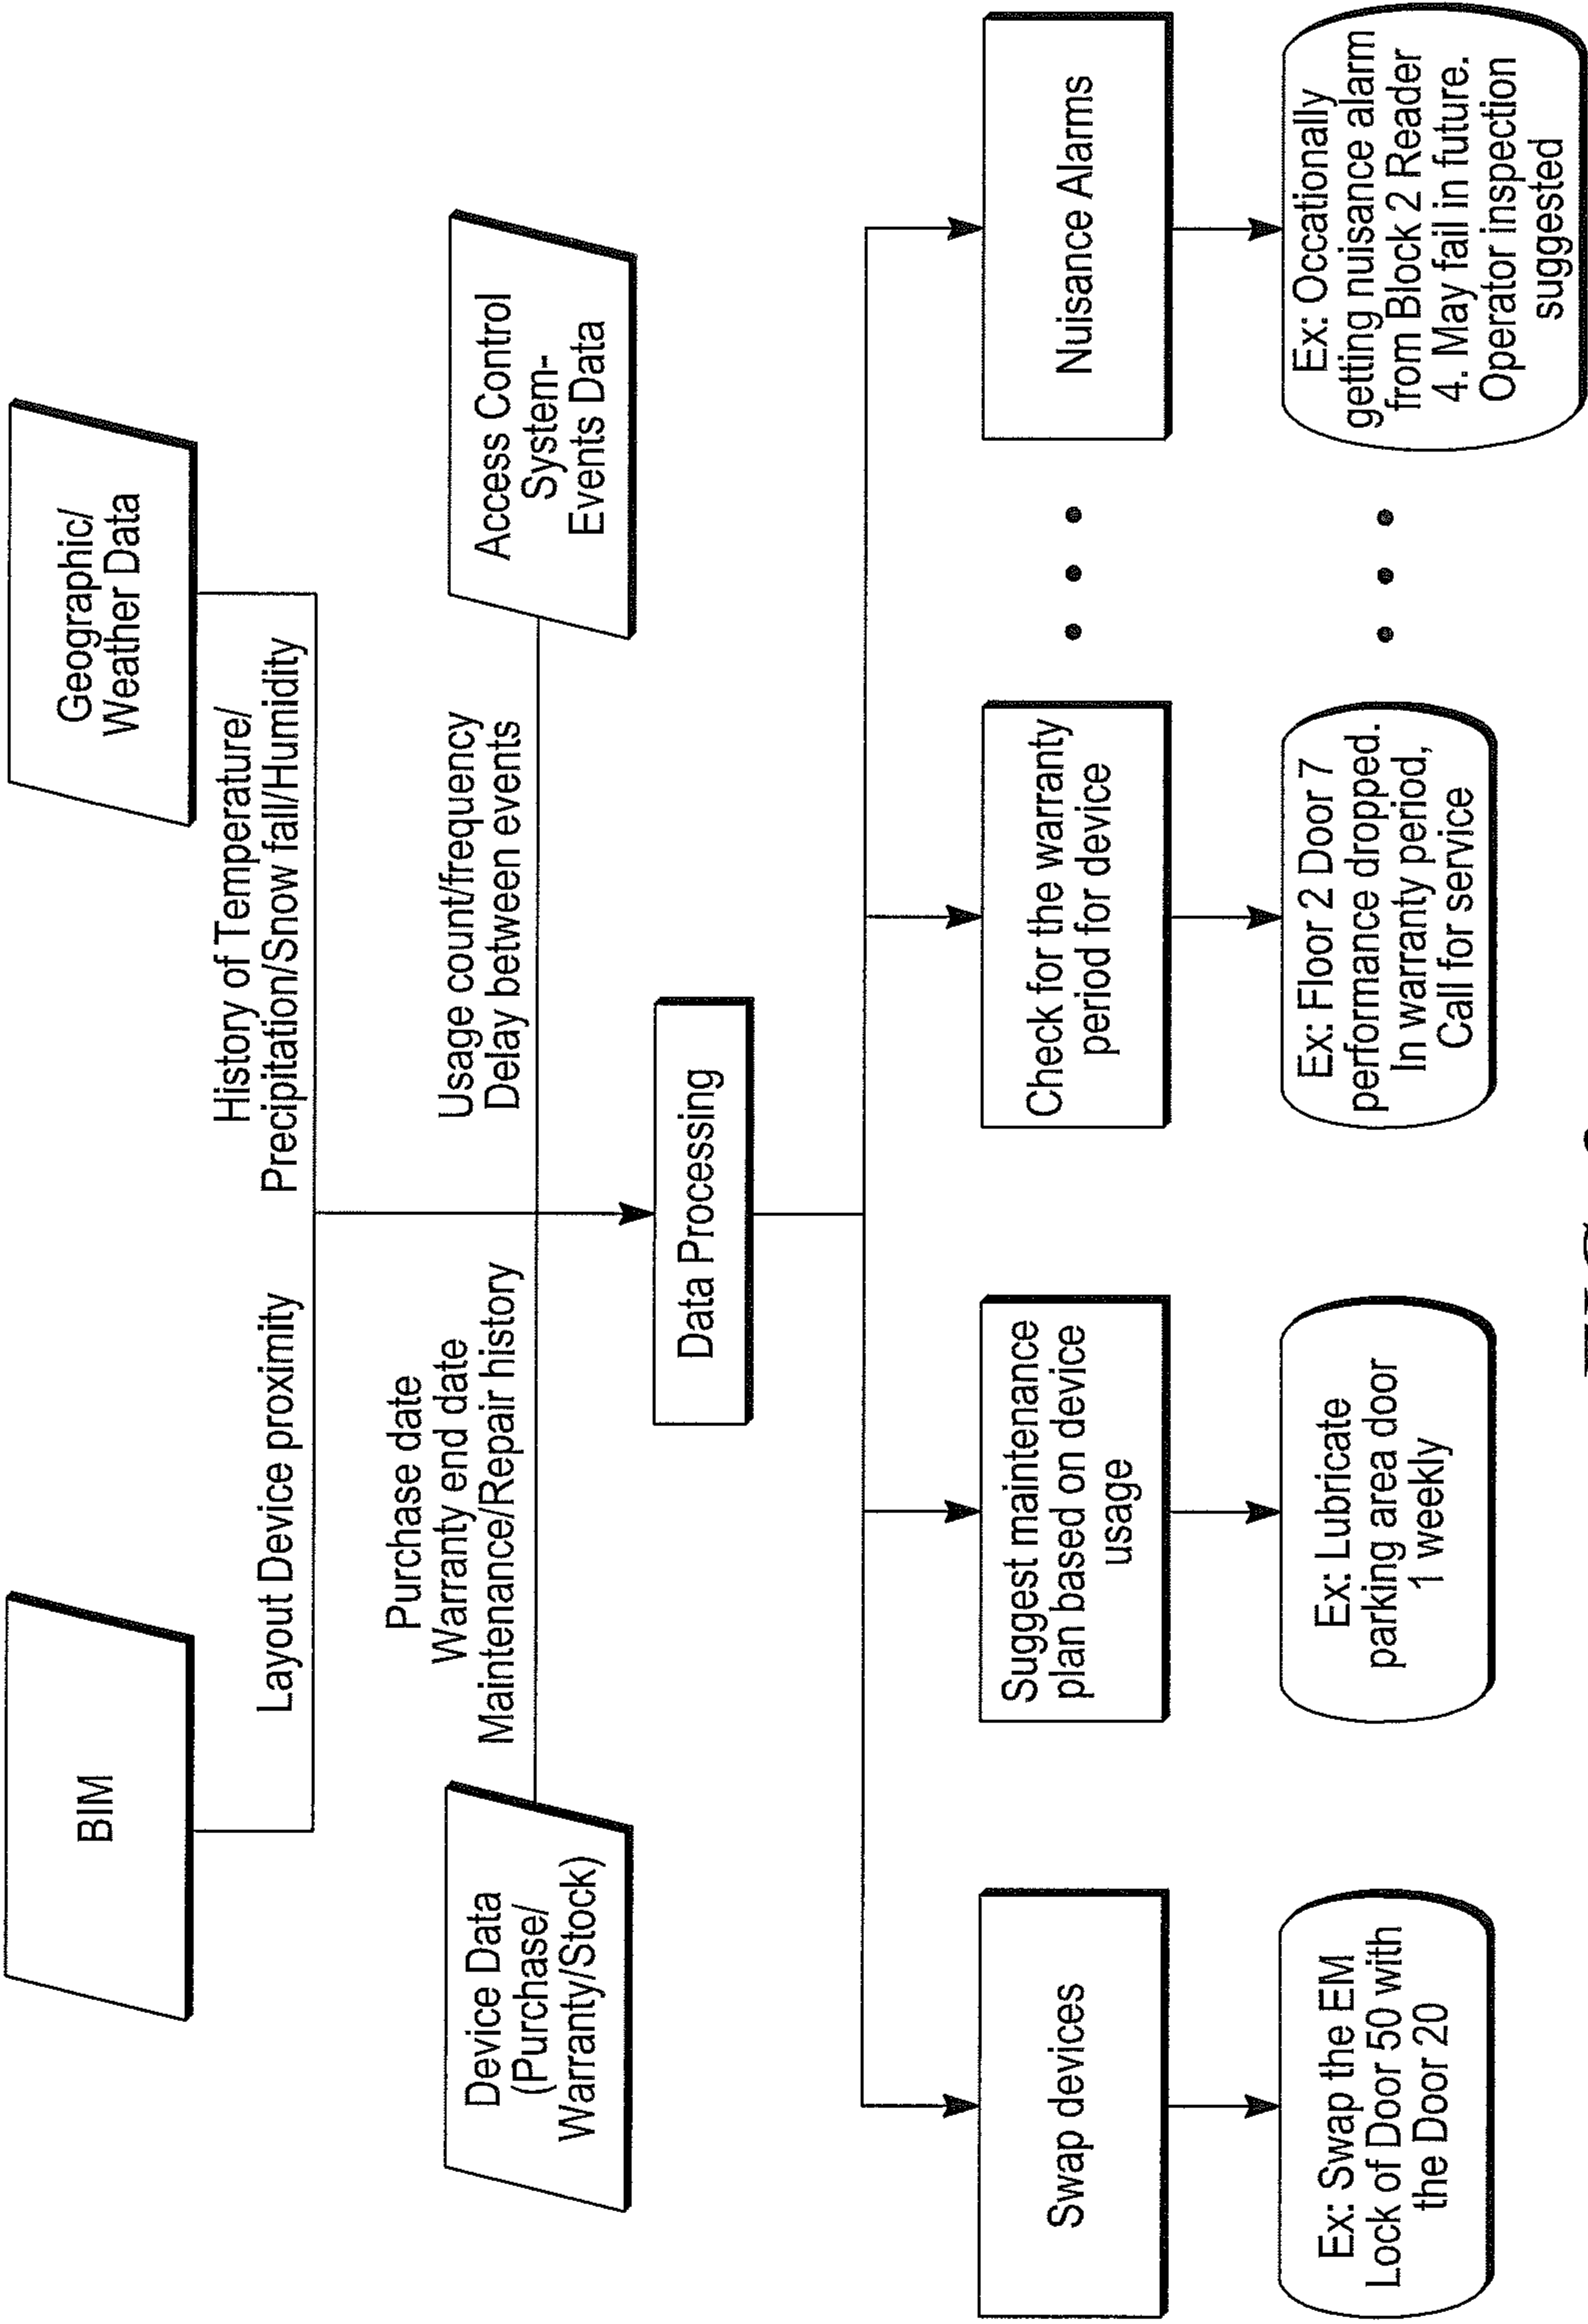 BIM
Geographic/
Weather Data
Layout Device proximity
History of Temperature/
Precipitation/Snow fall/Humidity
Device Data
(Purchase/
Warranty/Stock)
Purchase date
Warranty end date
Maintenance/Repair history
Usage count/frequency
Delay between events
Access Control
System-
Events Data
Data Processing
Swap devices
Suggest maintenance
plan based on device
usage
Check for the warranty
period for device
Nuisance Alarms
Ex: Swap the EM
Lock of Door 50 with
the Door 20
Ex: Lubricate
parking area door
1 weekly
Ex: Floor 2 Door 7
performance dropped.
In warranty period,
Call for service
Ex: Occationally
getting nuisance alarm
from Block 2 Reader
4. May fail in future.
Operator inspection
suggested